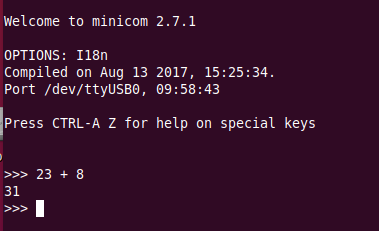 Welcome to minicom 2.7.1
OPTIONS: I18n
Compiled on Aug 13 2017, 15:25:34.
Port /dev/ttyUSB0, 09:58:43
Press CTRL-A Z for help on special keys
>>> 23 + 8
31
>>>